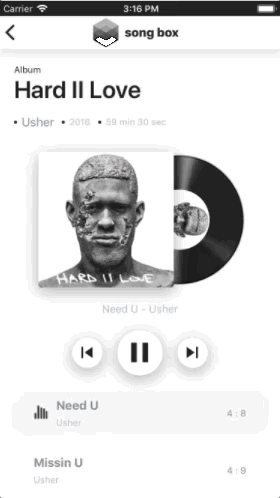 Carrier 3:16 PM
song box
Album
Hard II Love
• Usher • 2016 • 59 min 30 sec
HARD II LOVE
Need U - Usher
Need U
4 : 8
Usher
Missin U
4 : 9
Usher